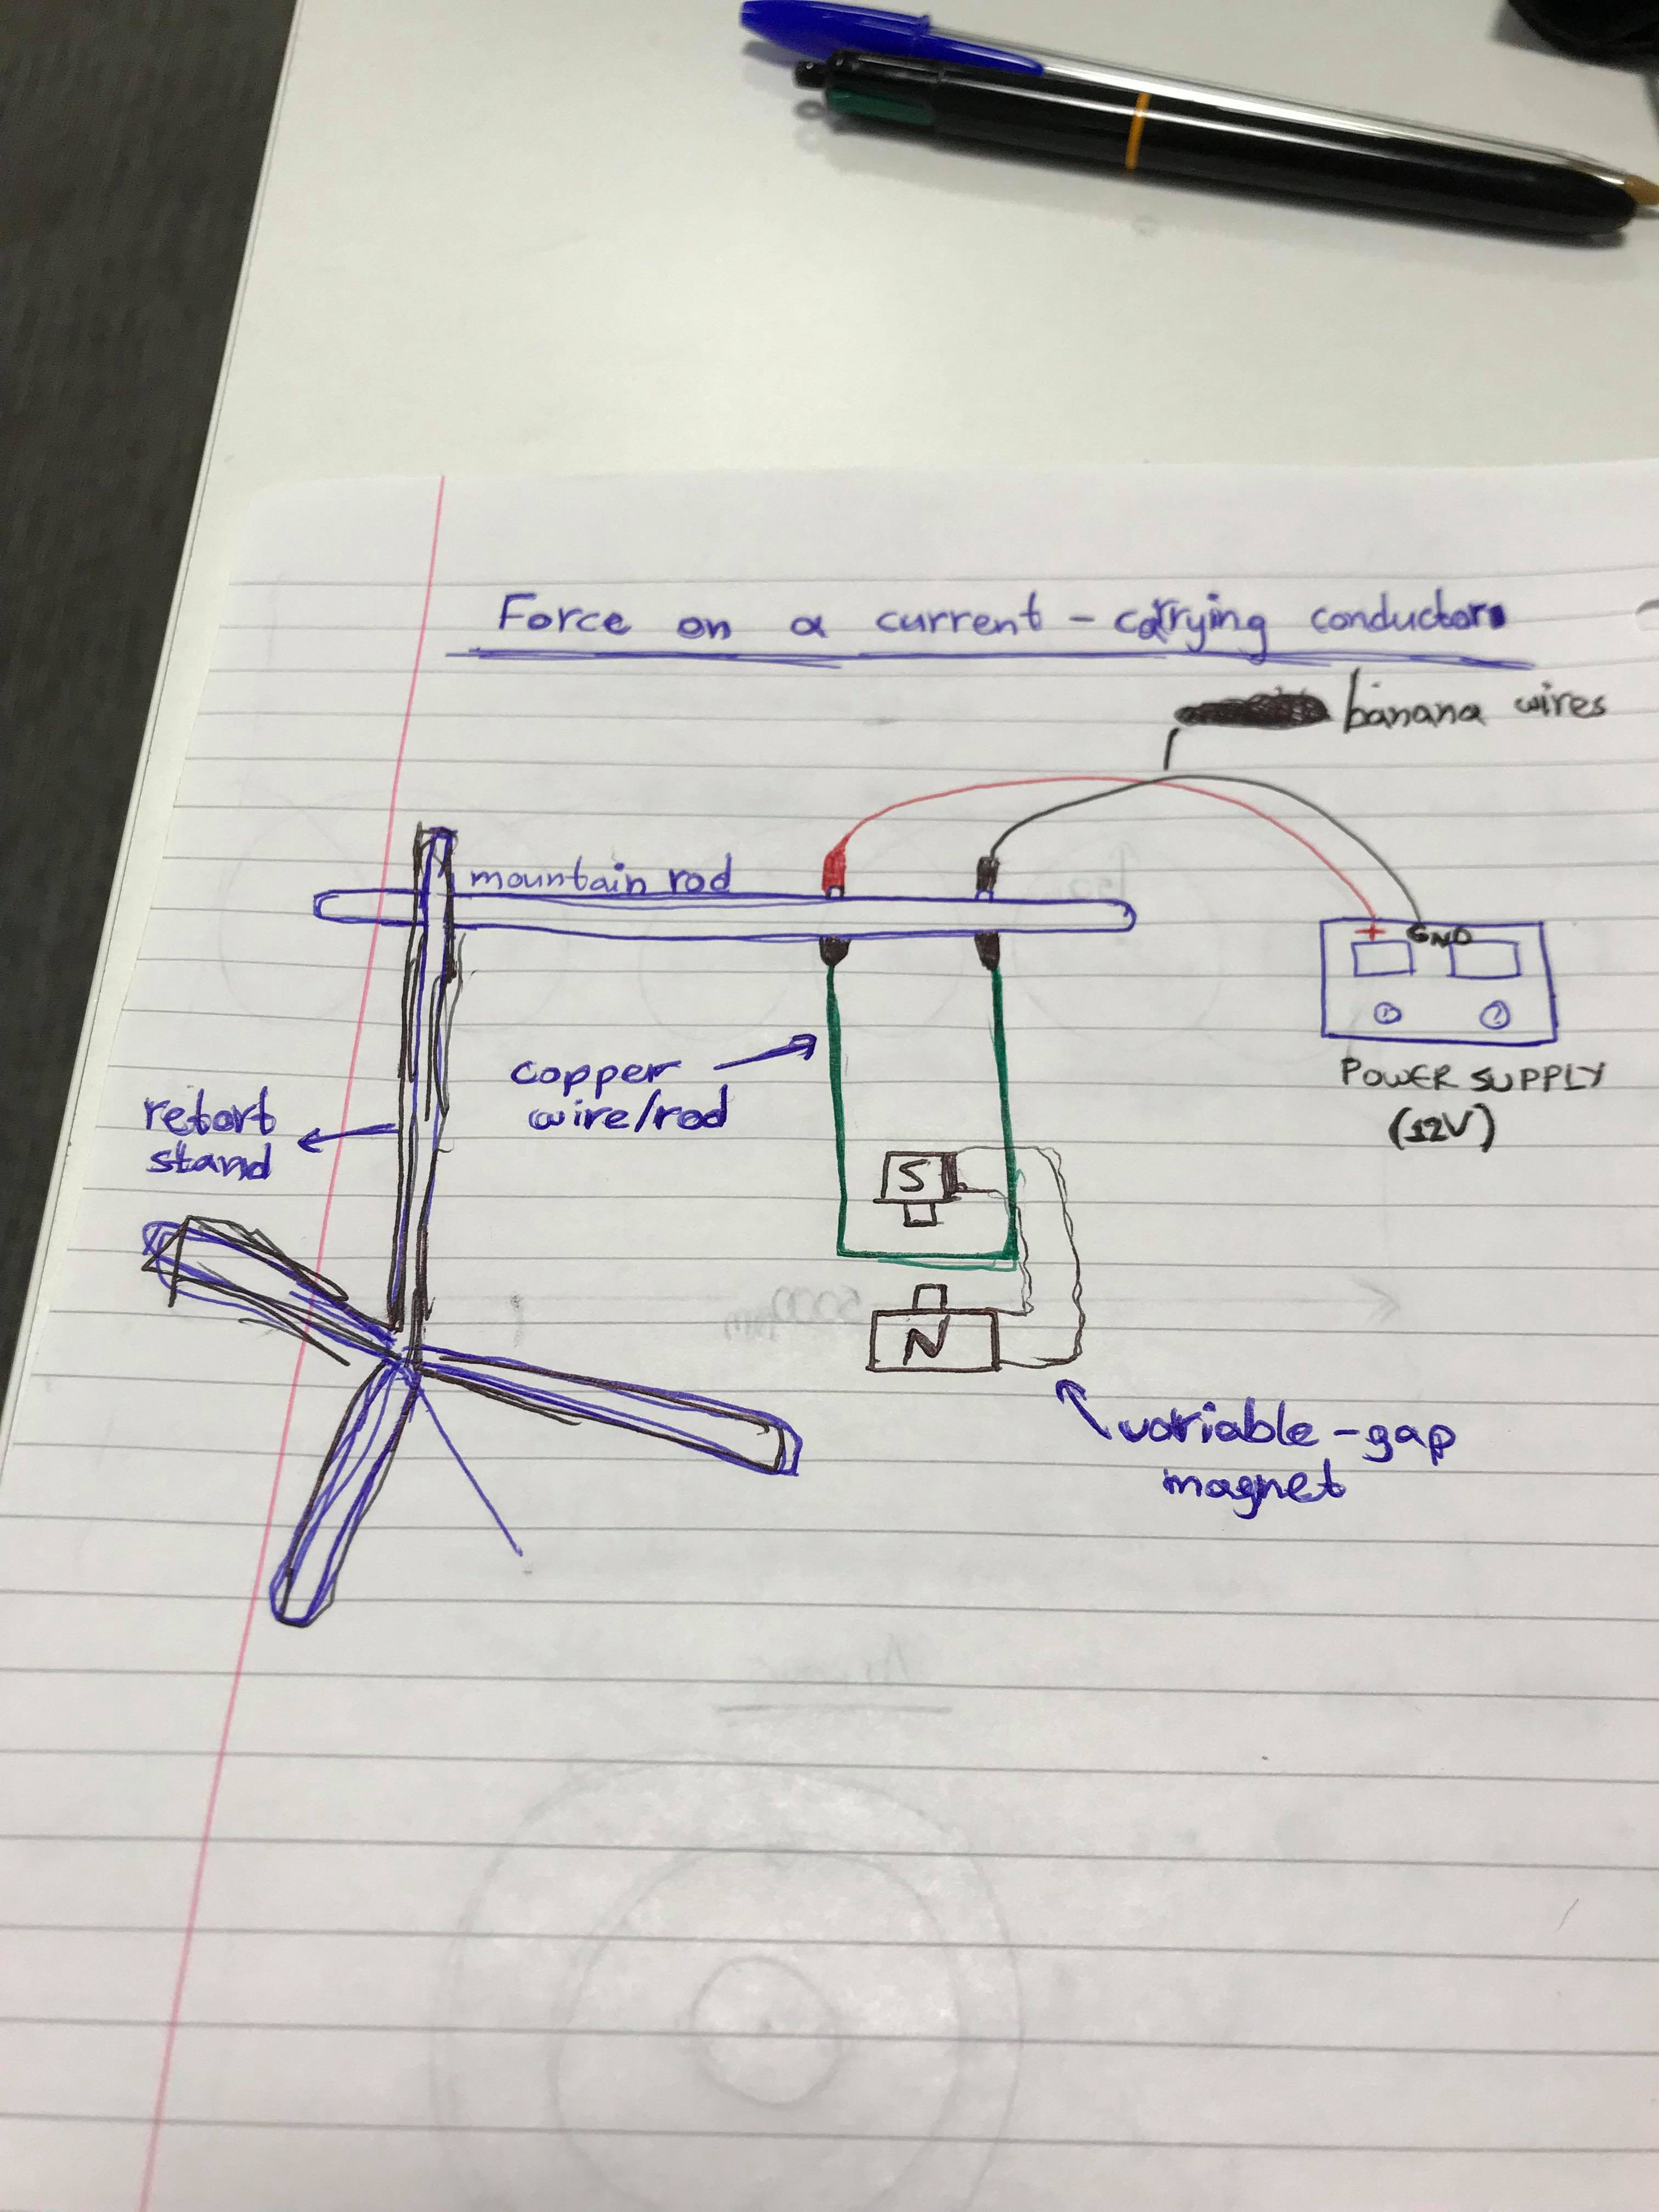 Force on a current-carrying conductor
banana wires
mountain rod
+ GND
copper
wire/rod
POWER SUPPLY
(12V)
retort
stand
S
N
variable-gap
magnet